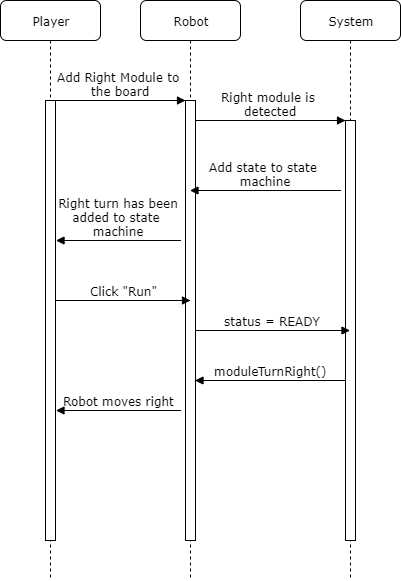 Player
Robot
System
Add Right Module to
the board
Right module is
detected
Add state to state
machine
Right turn has been
added to state
machine
Click "Run"
status = READY
moduleTurnRight()
Robot moves right